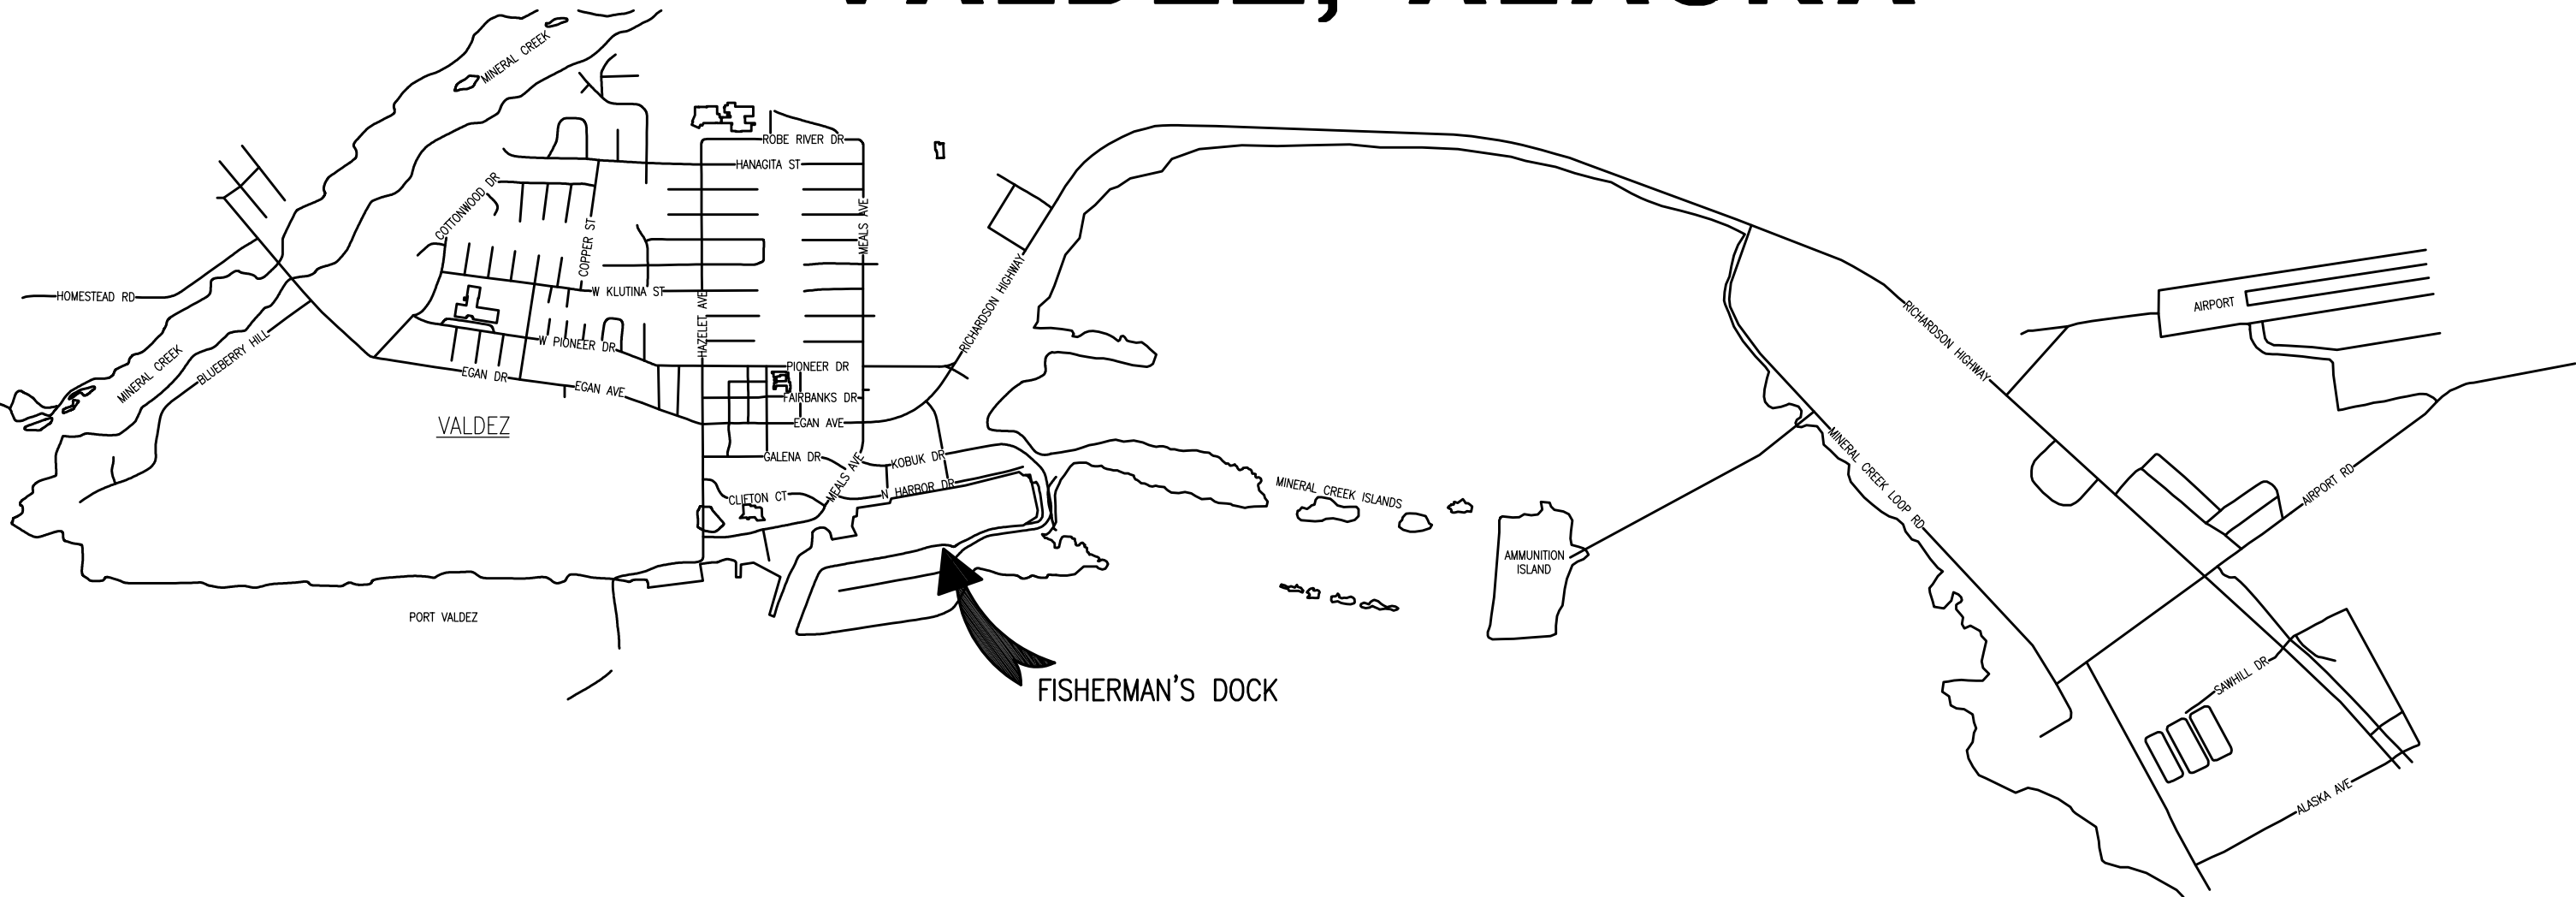 VALDEZ, ALASKA
MINERAL CREEK
ROBE RIVER DR
HANAGITA ST
COTTONWOOD DR
COPPER ST
MEALS AVE
RICHARDSON HIGHWAY
HOMESTEAD RD
W KLUTINA ST
HAZELET AVE
AIRPORT
RICHARDSON HIGHWAY
MINERAL CREEK
BLUEBERRY HILL
W PIONEER DR
PIONEER DR
EGAN DR
EGAN AVE
FAIRBANKS DR
EGAN AVE
VALDEZ
GALENA DR
MEALS AVE
KOBUK DR
CLIFTON CT
N HARBOR DR
MINERAL CREEK ISLANDS
MINERAL CREEK LOOP RD
AIRPORT RD
AMMUNITION
ISLAND
PORT VALDEZ
FISHERMAN'S DOCK
SAWHILL DR
ALASKA AVE